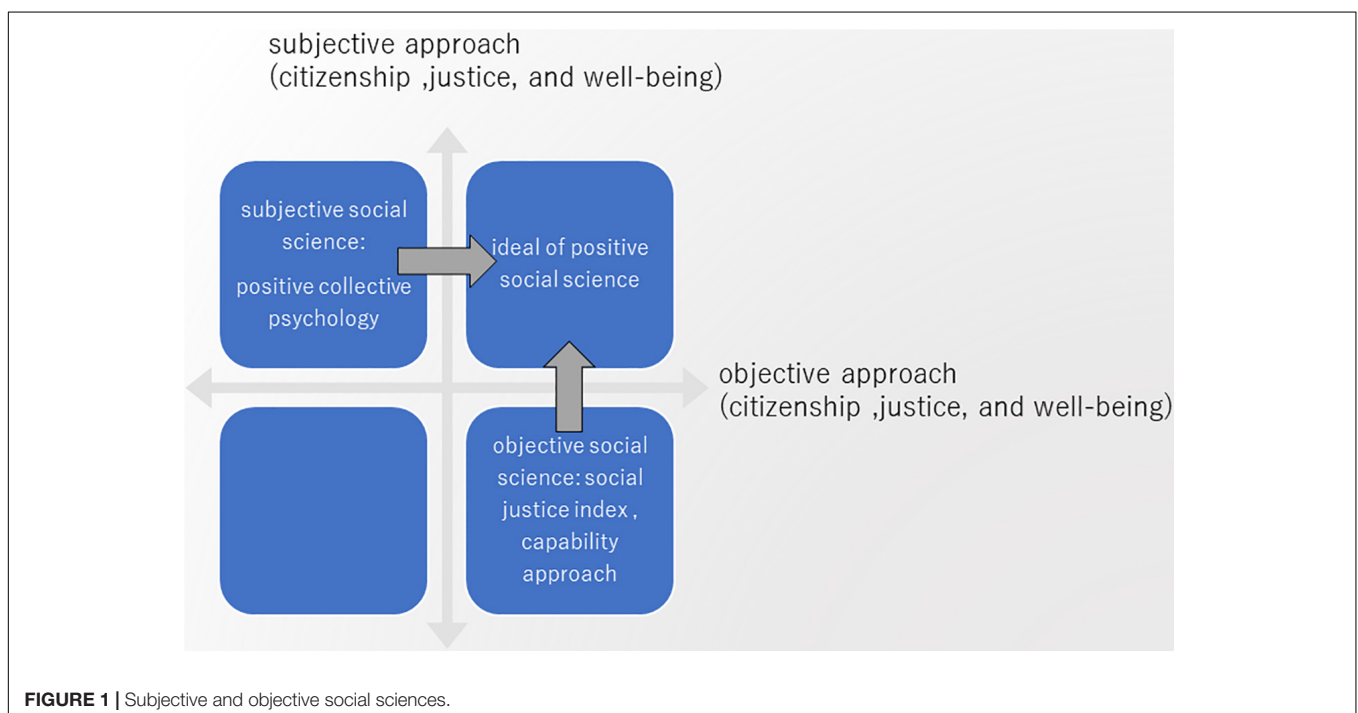 subjective approach
(citizenship ,justice, and well-being)
subjective social
science:
positive collective
psychology
ideal of positive
social science
objective approach
(citizenship ,justice, and well-being)
objective social
science: social
justice index ,
capability
approach
FIGURE 1 | Subjective and objective social sciences.